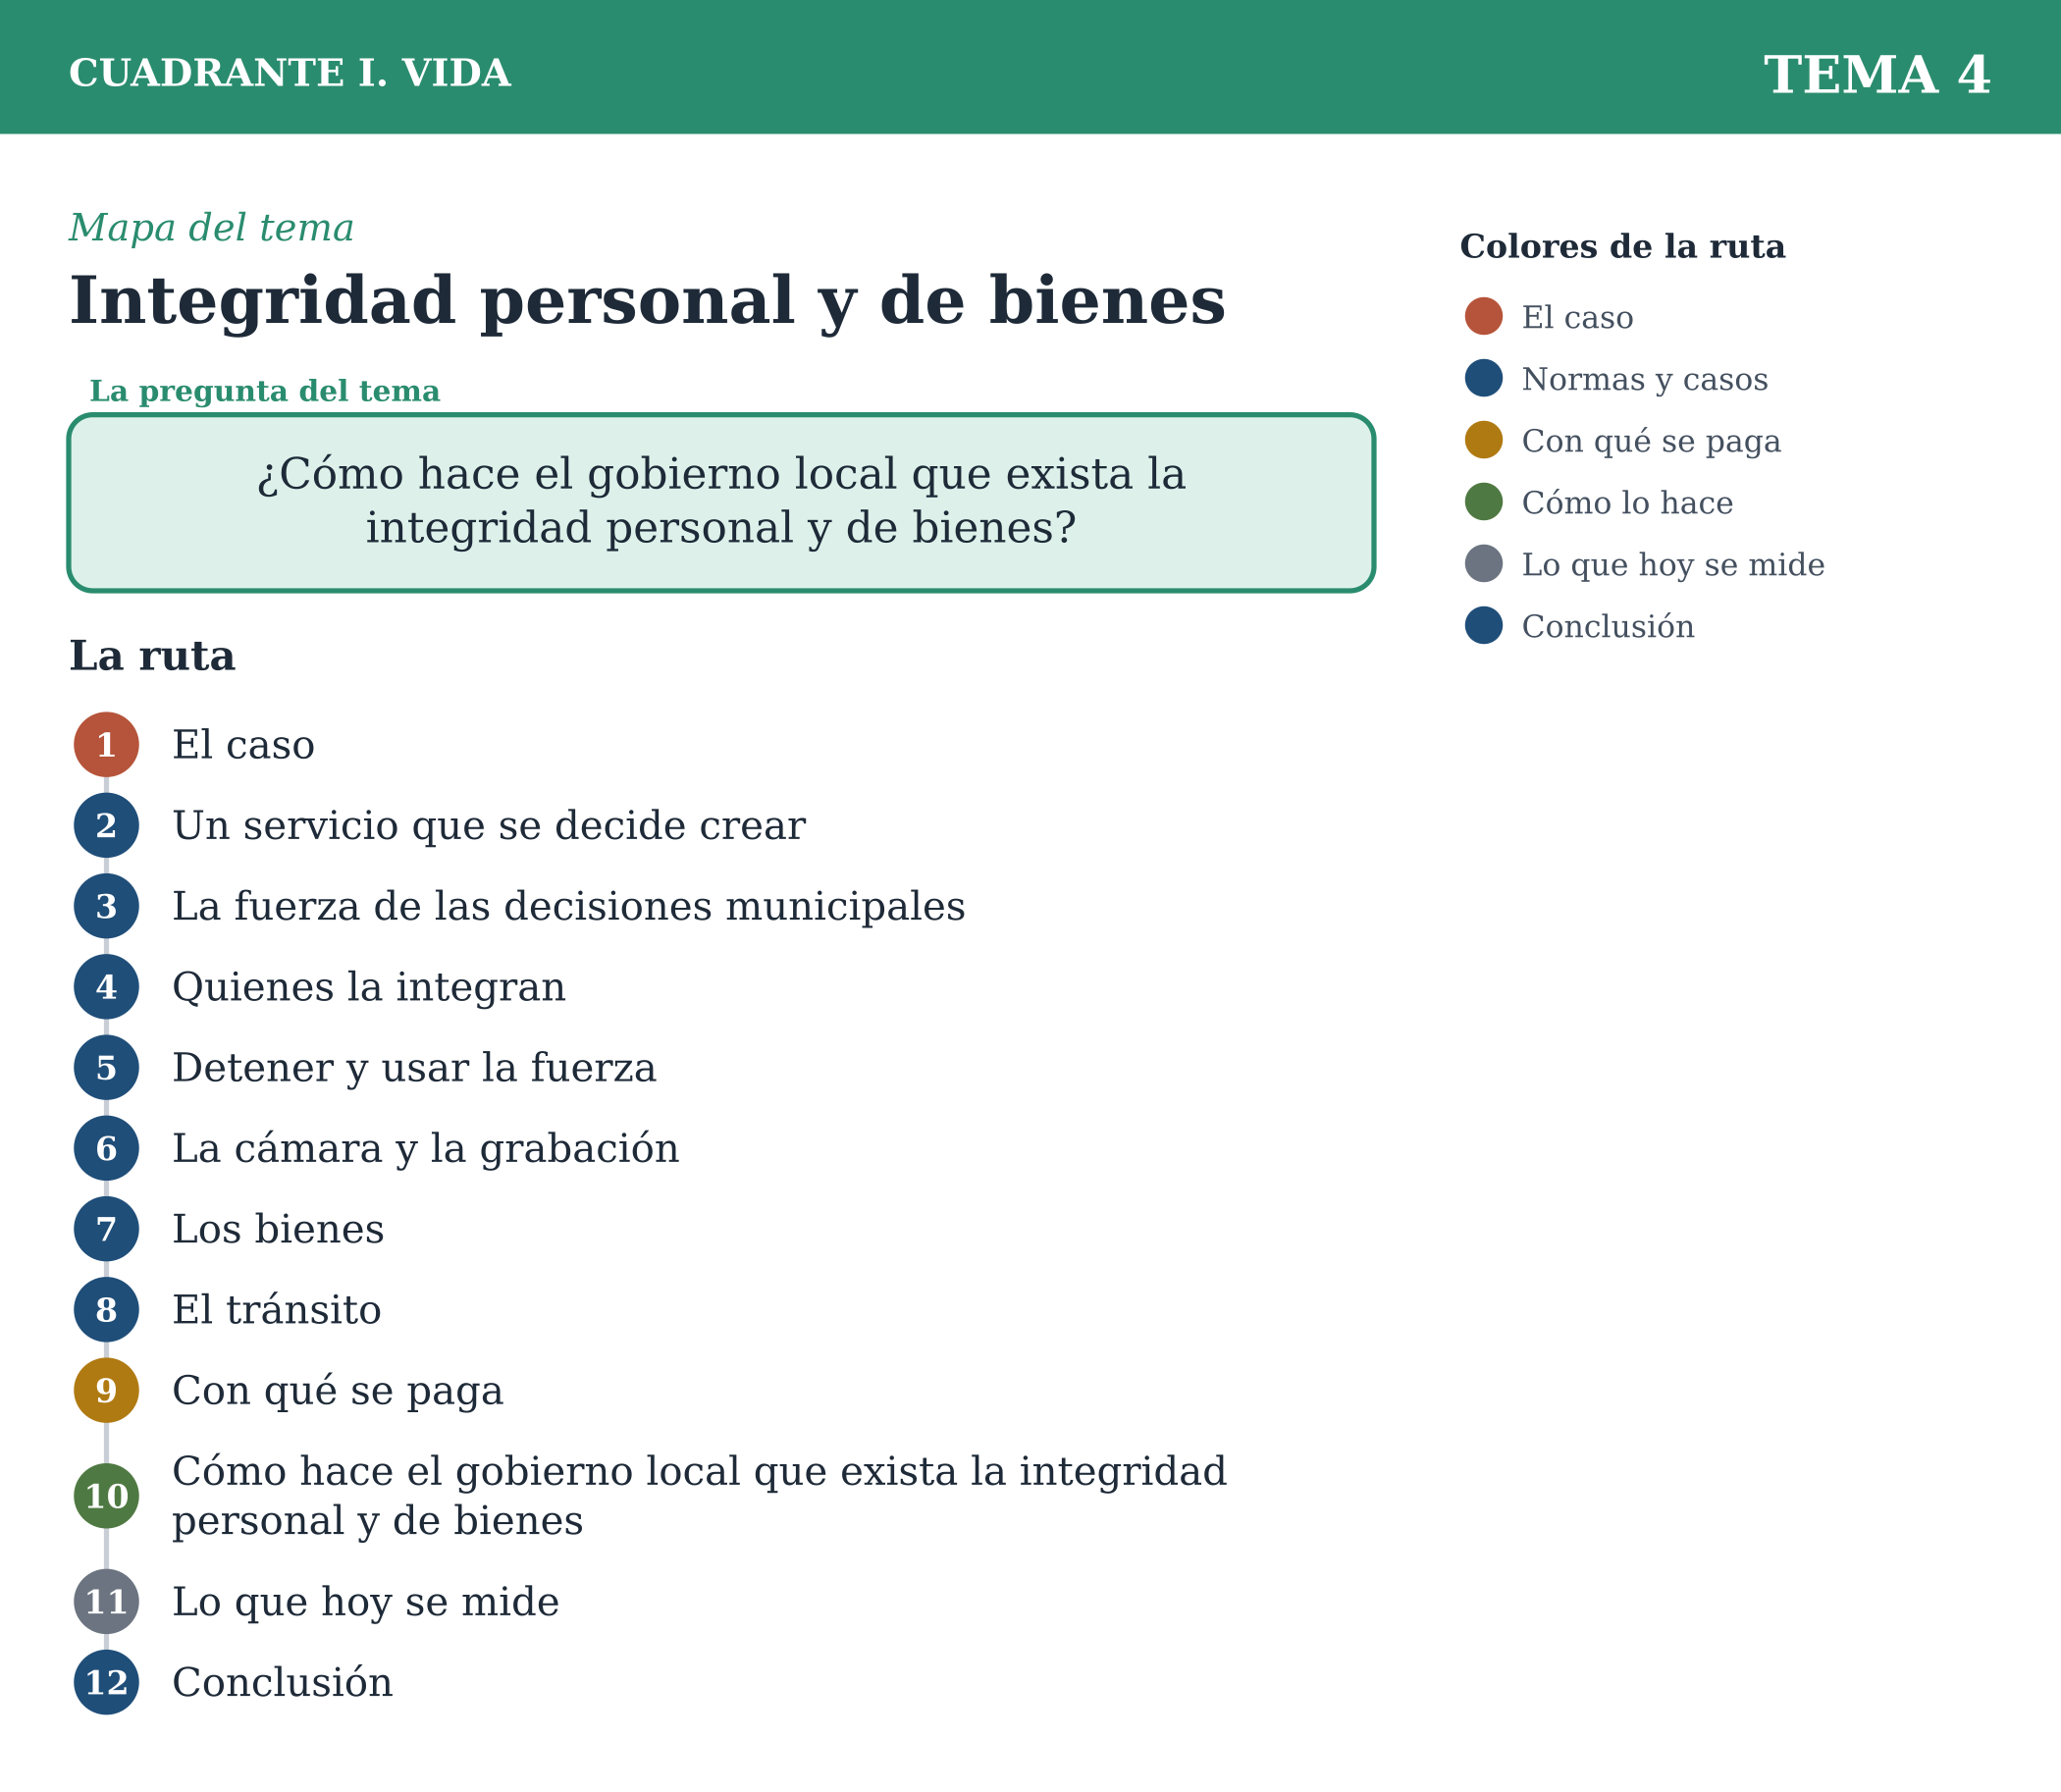 CUADRANTE I. VIDA
TEMA 4
Mapa del tema
Integridad personal y de bienes
La pregunta del tema
¿Cómo hace el gobierno local que exista la
integridad personal y de bienes?
Colores de la ruta
El caso
Normas y casos
Con qué se paga
Cómo lo hace
Lo que hoy se mide
Conclusión
La ruta
1 El caso
2 Un servicio que se decide crear
3 La fuerza de las decisiones municipales
4 Quienes la integran
5 Detener y usar la fuerza
6 La cámara y la grabación
7 Los bienes
8 El tránsito
9 Con qué se paga
10 Cómo hace el gobierno local que exista la integridad
personal y de bienes
11 Lo que hoy se mide
12 Conclusión